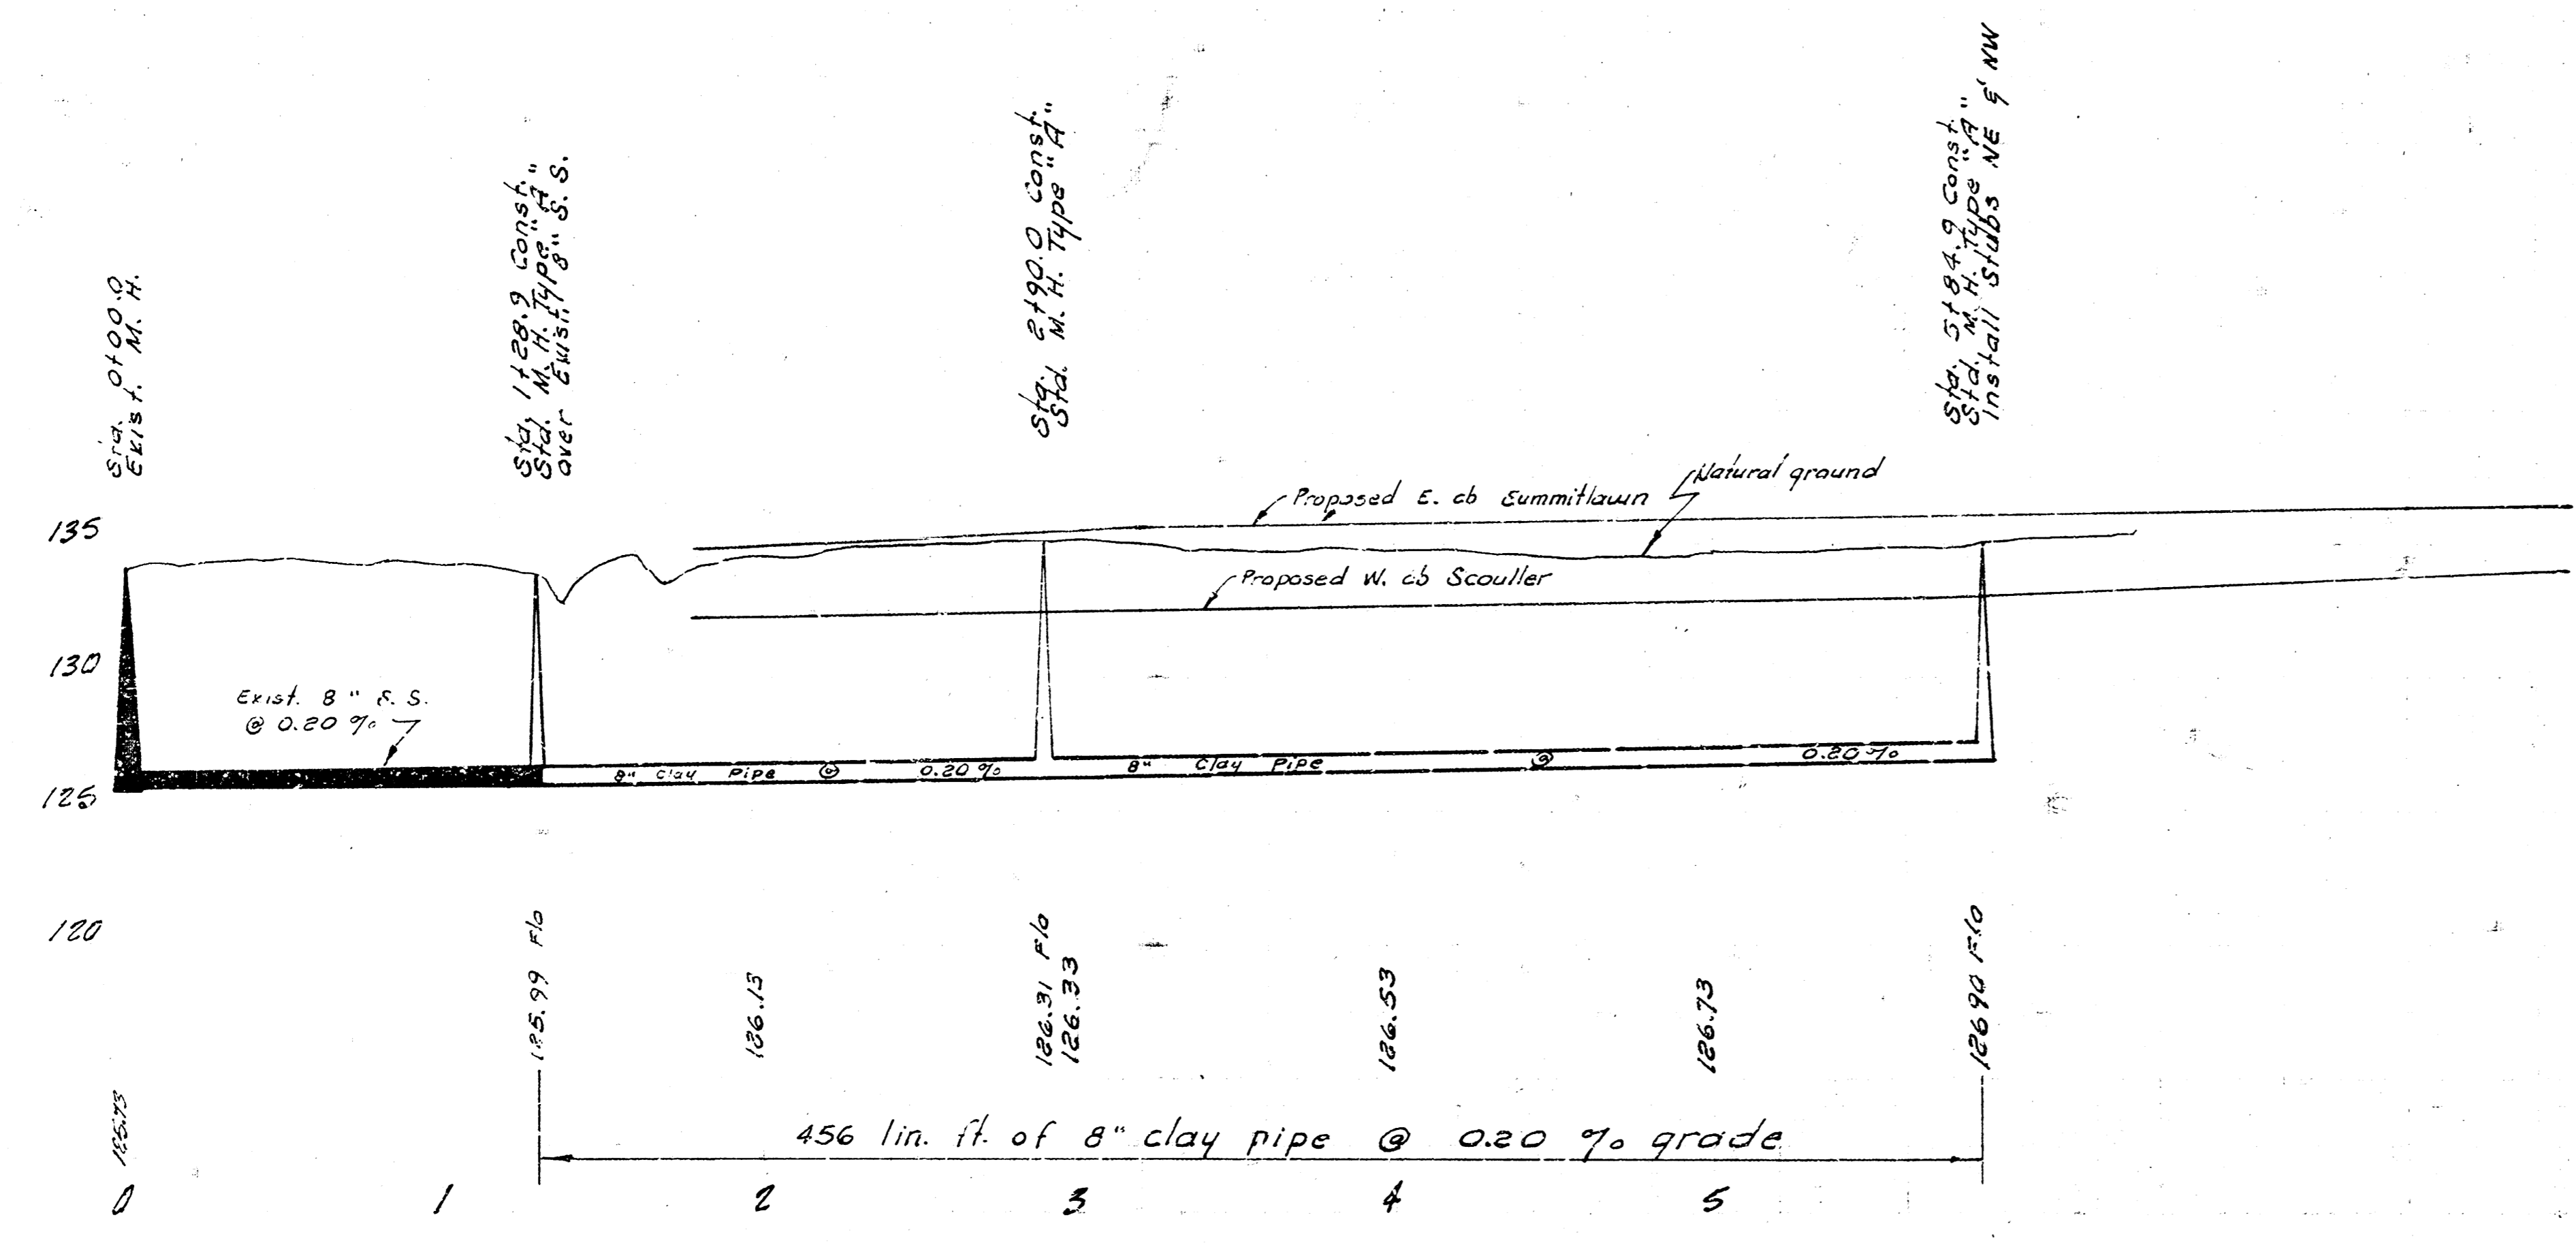 Sta. 0+00.0
Exist. M. H.
Sta. 1+28.9 Const.
Std. M. H. Type "A"
over Exist. 8" S. S.
Sta. 2+90.0 Const.
Std. M. H. Type "A"
Sta. 5+84.9 Const.
Std. M. H. Type "A"
Install Stubs NE & NW
Natural ground
Proposed E. cb Summitlawn
135
Proposed W. cb Scouller
130
Exist. 8" S. S.
@ 0.20 %
8" Clay Pipe @ 0.20 %
8" Clay Pipe @ 0.20 %
125
120
125.73
125.99 Flo
126.13
126.31 Flo
126.33
126.53
126.73
126.90 Flo
456 lin. ft. of 8" clay pipe @ 0.20 % grade
0 1 2 3 4 5